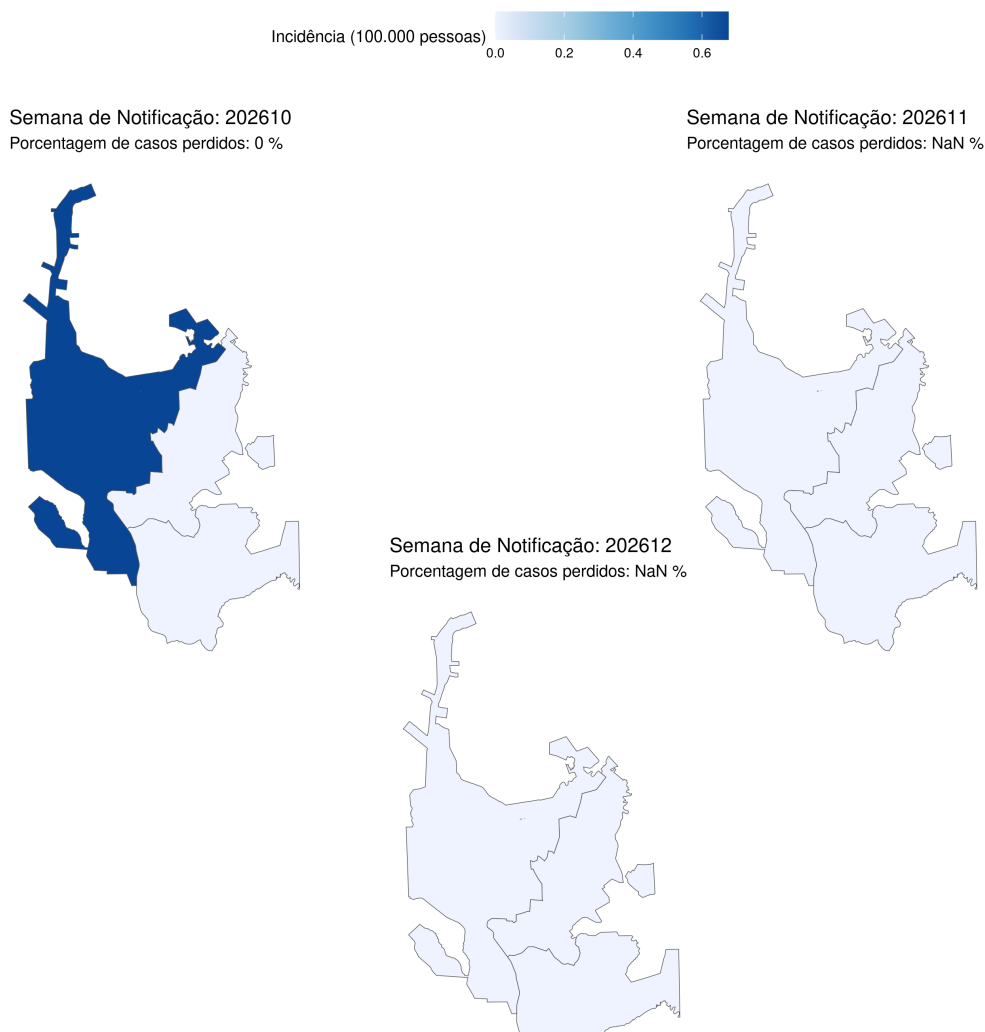 Incidência (100.000 pessoas)
0.0 0.2 0.4 0.6
Semana de Notificação: 202610
Porcentagem de casos perdidos: 0 %
Semana de Notificação: 202611
Porcentagem de casos perdidos: NaN %
Semana de Notificação: 202612
Porcentagem de casos perdidos: NaN %